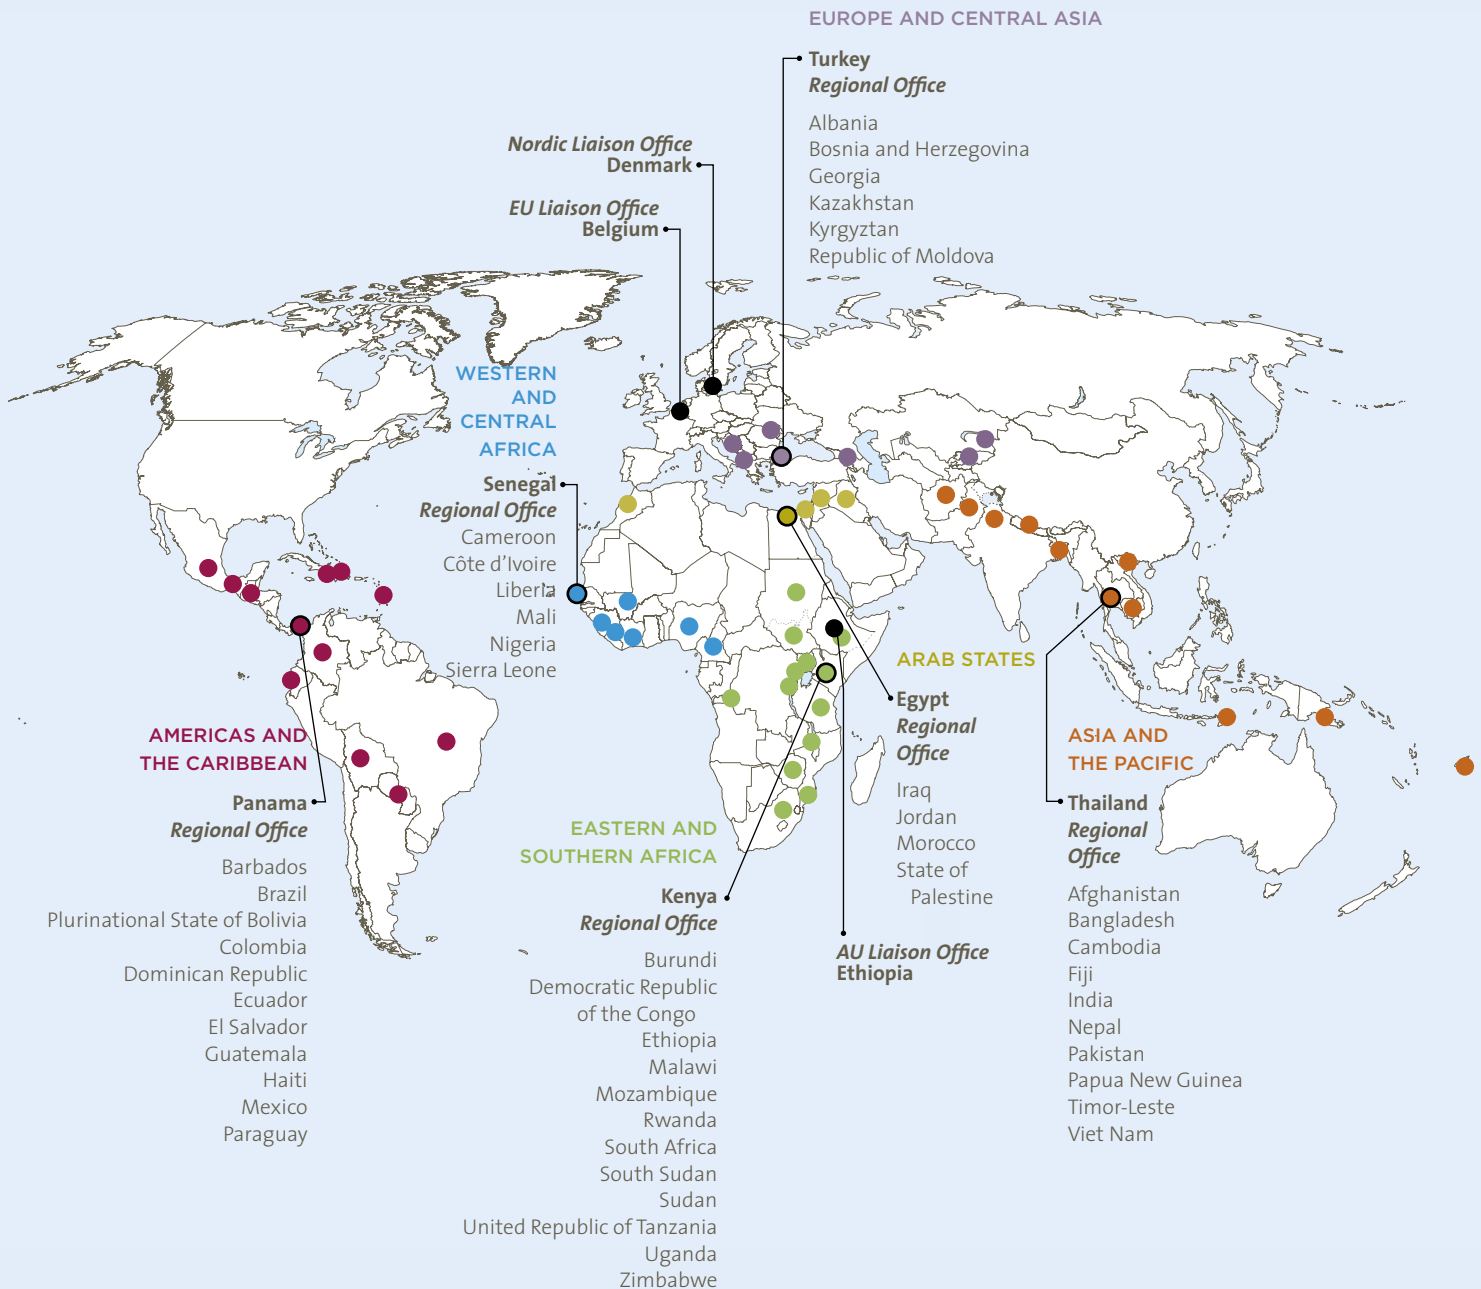 EUROPE AND CENTRAL ASIA
Turkey
Regional Office
Albania
Bosnia and Herzegovina
Georgia
Kazakhstan
Kyrgyztan
Republic of Moldova
Nordic Liaison Office
Denmark
EU Liaison Office
Belgium
WESTERN
AND
CENTRAL
AFRICA
Senegal
Regional Office
Cameroon
Côte d'Ivoire
Liberia
Mali
Nigeria
Sierra Leone
AMERICAS AND
THE CARIBBEAN
Panama
Regional Office
Barbados
Brazil
Plurinational State of Bolivia
Colombia
Dominican Republic
Ecuador
El Salvador
Guatemala
Haiti
Mexico
Paraguay
EASTERN AND
SOUTHERN AFRICA
Kenya
Regional Office
Burundi
Democratic Republic
of the Congo
Ethiopia
Malawi
Mozambique
Rwanda
South Africa
South Sudan
Sudan
United Republic of Tanzania
Uganda
Zimbabwe
ARAB STATES
Egypt
Regional
Office
Iraq
Jordan
Morocco
State of
Palestine
AU Liaison Office
Ethiopia
ASIA AND
THE PACIFIC
Thailand
Regional
Office
Afghanistan
Bangladesh
Cambodia
Fiji
India
Nepal
Pakistan
Papua New Guinea
Timor-Leste
Viet Nam